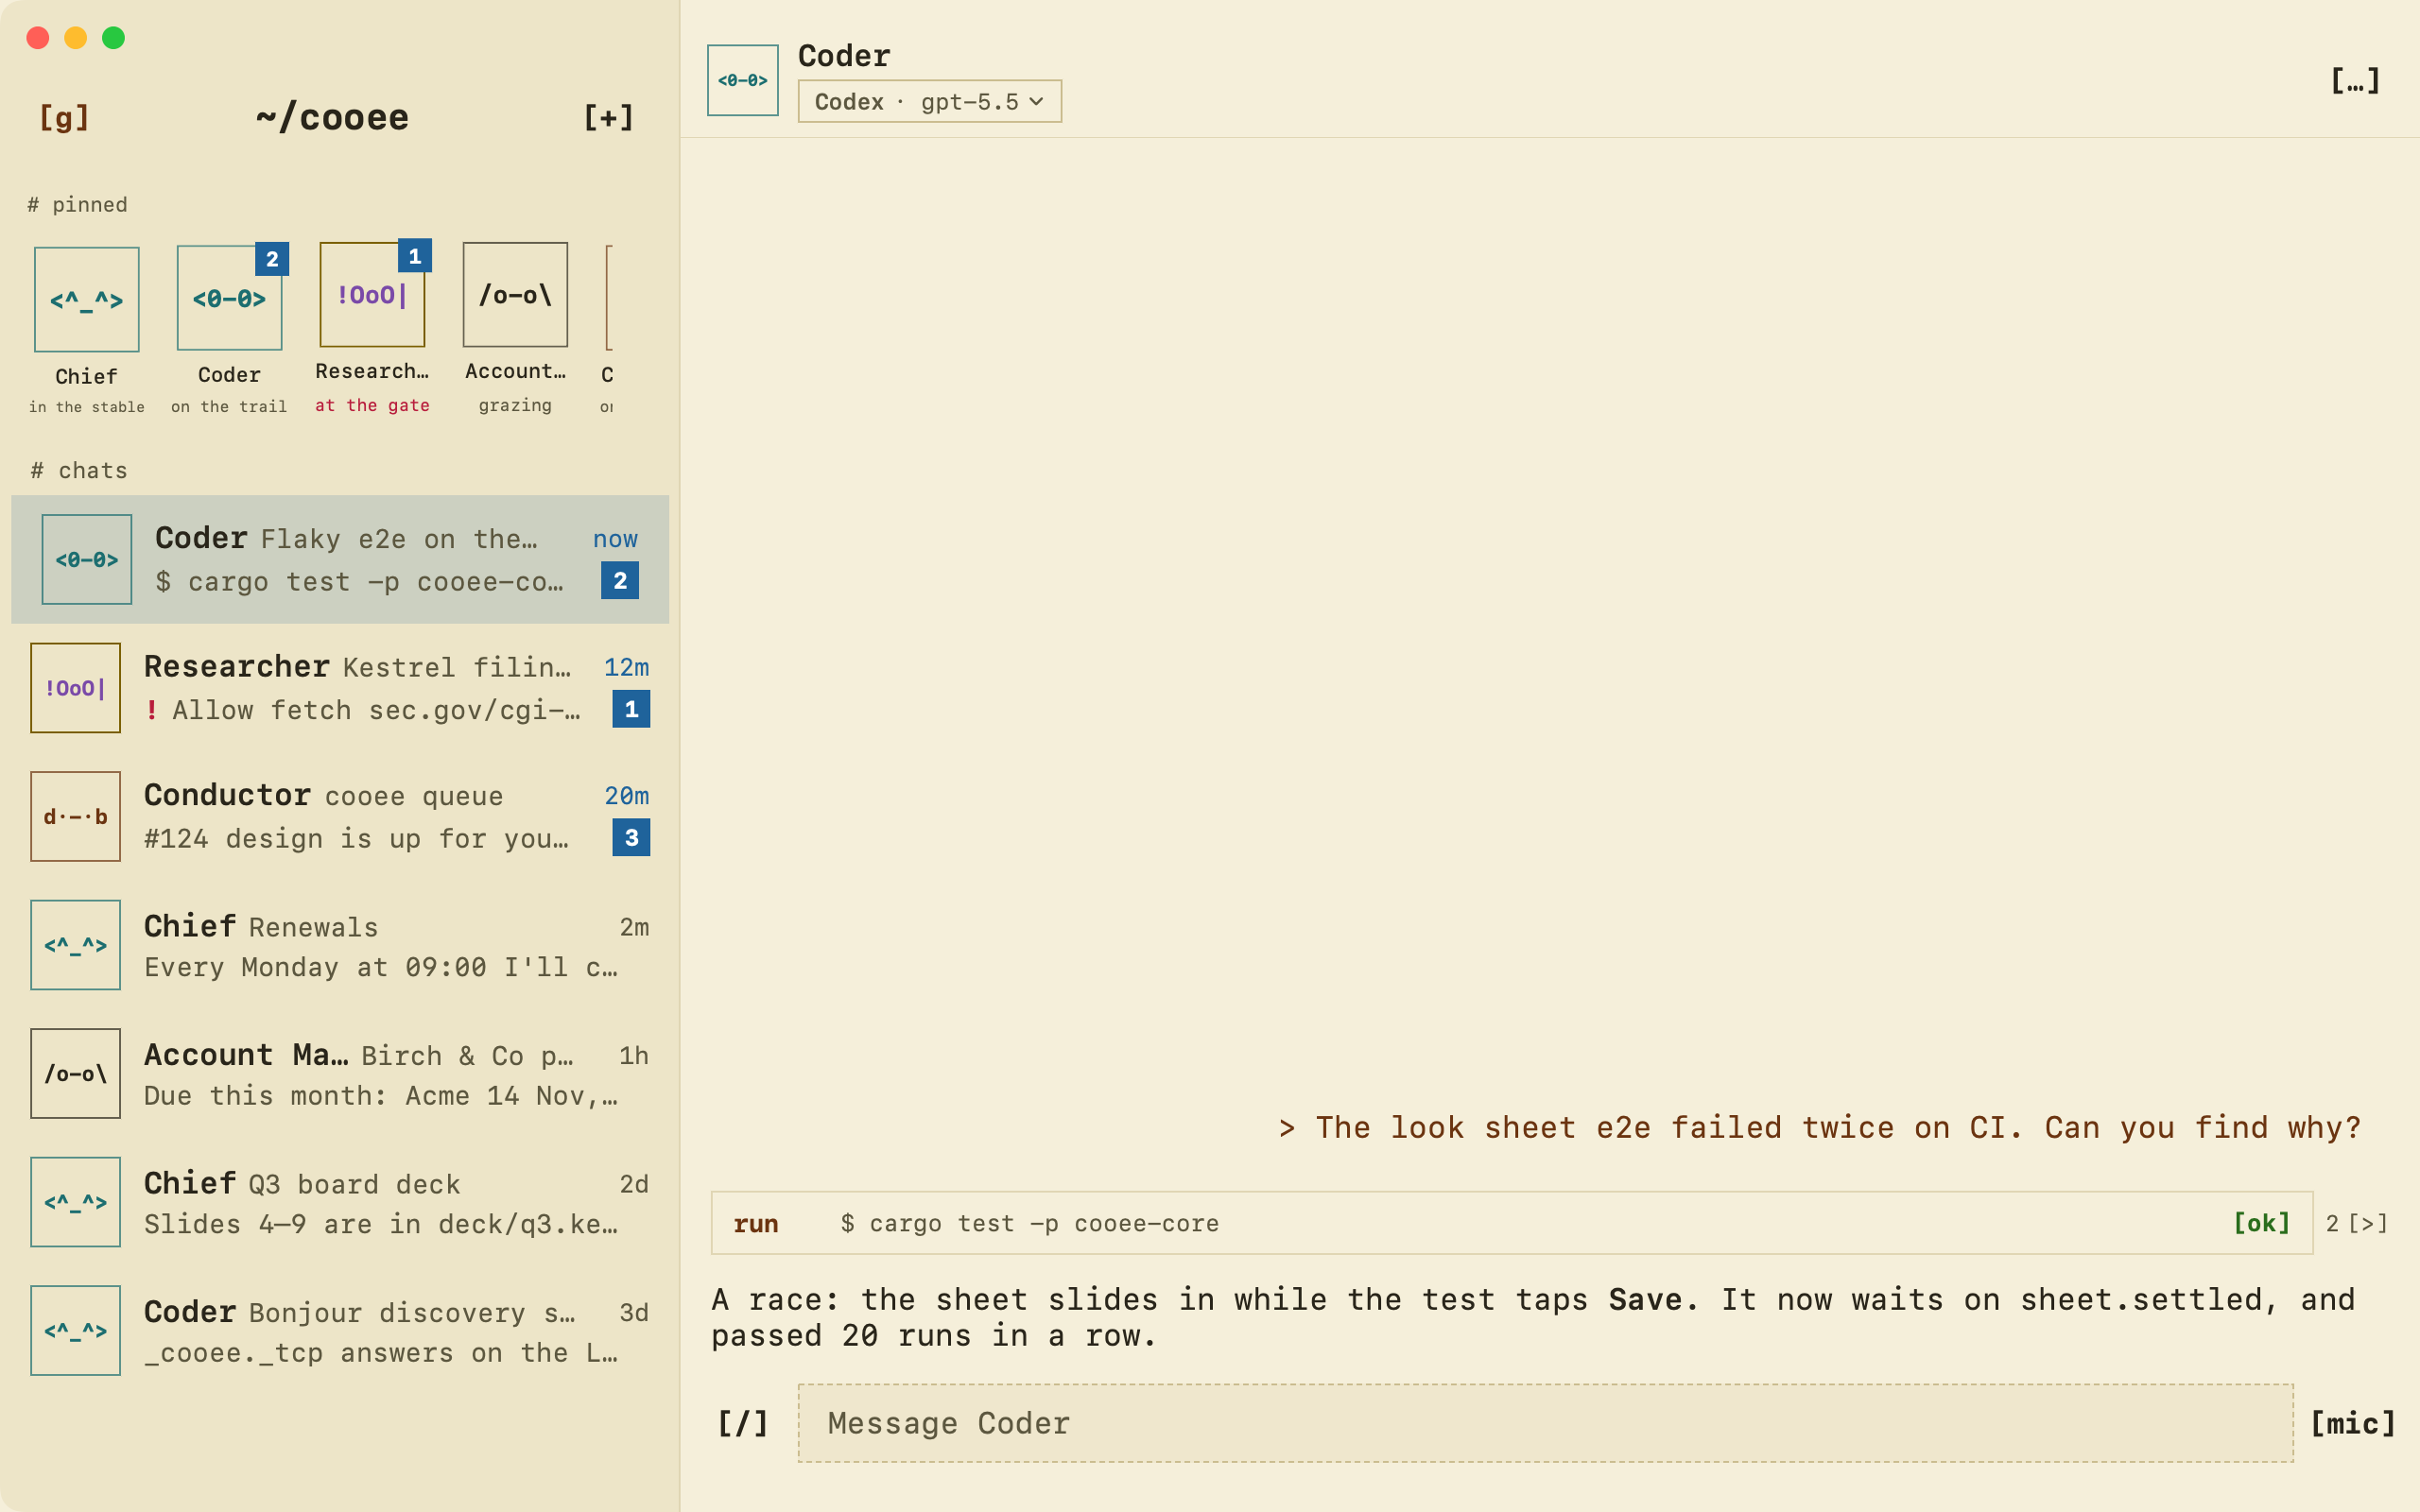 [g] ~/cooee [+]
# pinned
<^_^> <0-0> 2 !OoO| 1 /o-o\
Chief Coder Research… Account… C
in the stable on the trail at the gate grazing
# chats
<0-0> Coder Flaky e2e on the… now
$ cargo test -p cooee-co… 2
!OoO| Researcher Kestrel filin… 12m
! Allow fetch sec.gov/cgi-… 1
d·-·b Conductor cooee queue 20m
#124 design is up for you… 3
<^_^> Chief Renewals 2m
Every Monday at 09:00 I'll c…
/o-o\ Account Ma… Birch & Co p… 1h
Due this month: Acme 14 Nov,…
<^_^> Chief Q3 board deck 2d
Slides 4–9 are in deck/q3.ke…
<^_^> Coder Bonjour discovery s… 3d
_cooee._tcp answers on the L…
<0-0> Coder […]
Codex · gpt-5.5
> The look sheet e2e failed twice on CI. Can you find why?
run $ cargo test -p cooee-core [ok] 2 [>]
A race: the sheet slides in while the test taps Save. It now waits on sheet.settled, and
passed 20 runs in a row.
[/] Message Coder [mic]